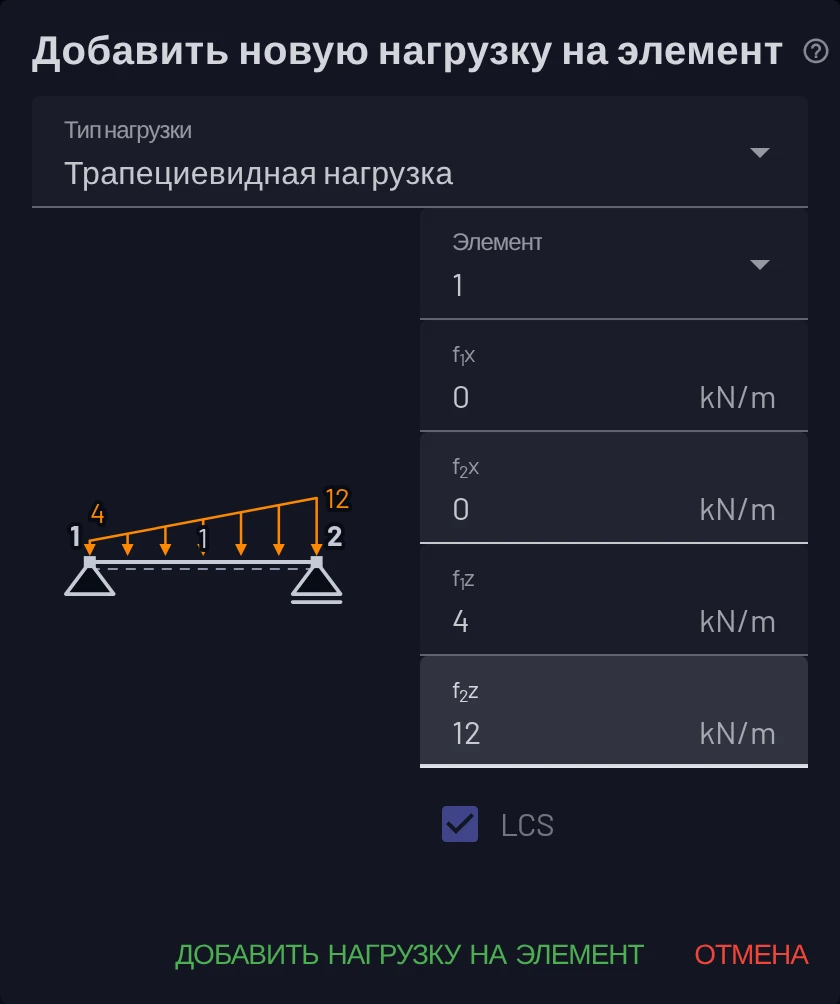 Добавить новую нагрузку на элемент
Тип нагрузки
Трапециевидная нагрузка
Элемент
1
f₁x
0 kN/m
f₂x
0 kN/m
4
12
1
1
2
f₁z
4 kN/m
f₂z
12 kN/m
LCS
ДОБАВИТЬ НАГРУЗКУ НА ЭЛЕМЕНТ ОТМЕНА